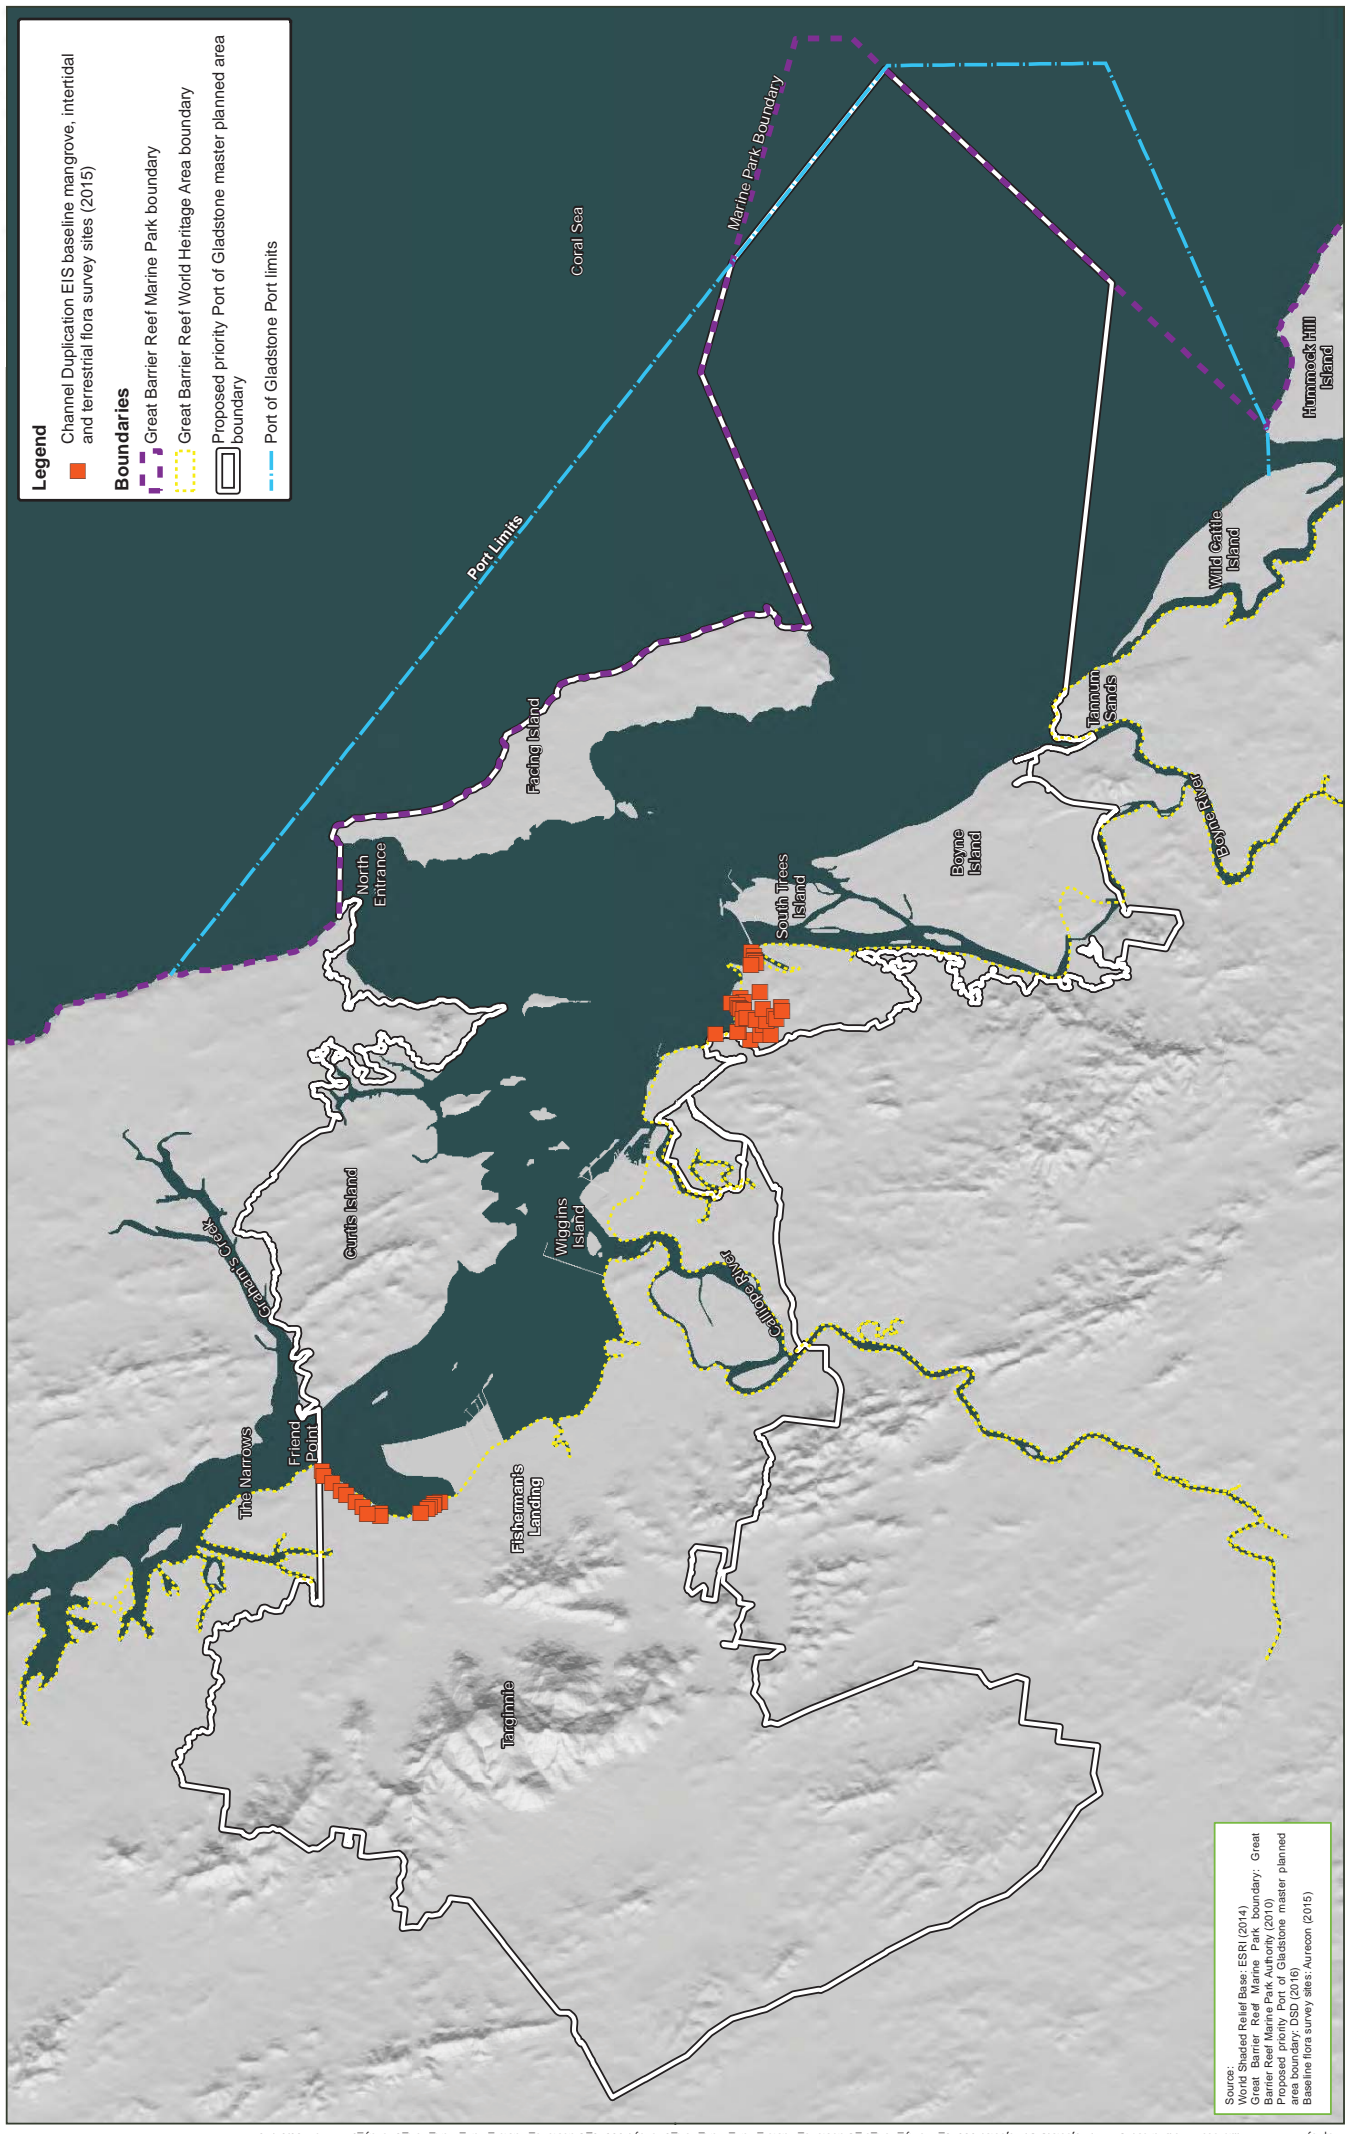 Legend
Channel Duplication EIS baseline mangrove, intertidal
and terrestrial flora survey sites (2015)
Boundaries
Great Barrier Reef Marine Park boundary
Great Barrier Reef World Heritage Area boundary
Proposed priority Port of Gladstone master planned area
boundary
Port of Gladstone Port limits
Marine Park Boundary
Coral Sea
Port Limits
Hummock Hill
Island
Wild Cattle
Island
Tannum
Sands
Facing Island
Boyne River
North
Entrance
Boyne
Island
South Trees
Island
Curtis Island
Graham's Creek
Wiggins
Island
Calliope River
The Narrows
Friend
Point
Fisherman's
Landing
Targinnie
Source:
World Shaded Relief Base: ESRI (2014)
Great Barrier Reef Marine Park boundary: Great
Barrier Reef Marine Park Authority (2010)
Proposed priority Port of Gladstone master planned
area boundary: DSD (2016)
Baseline flora survey sites: Aurecon (2015)